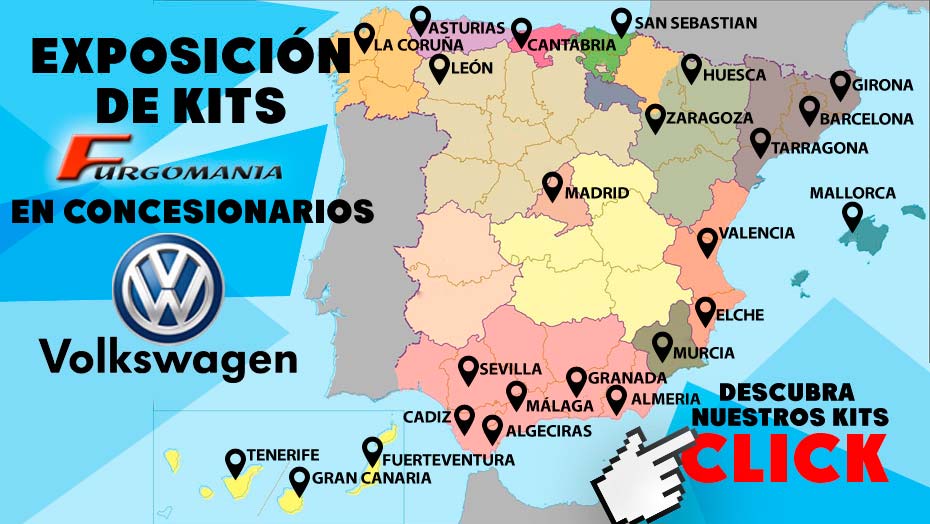 EXPOSICIÓN
DE KITS
FURGOMANIA
EN CONCESIONARIOS
Volkswagen
LA CORUÑA
ASTURIAS
CANTABRIA
SAN SEBASTIAN
LEÓN
HUESCA
GIRONA
ZARAGOZA
BARCELONA
TARRAGONA
MADRID
MALLORCA
VALENCIA
ELCHE
MURCIA
SEVILLA
GRANADA
MÁLAGA
ALMERIA
CADIZ
ALGECIRAS
TENERIFE
FUERTEVENTURA
GRAN CANARIA
DESCUBRA
NUESTROS KITS
CLICK